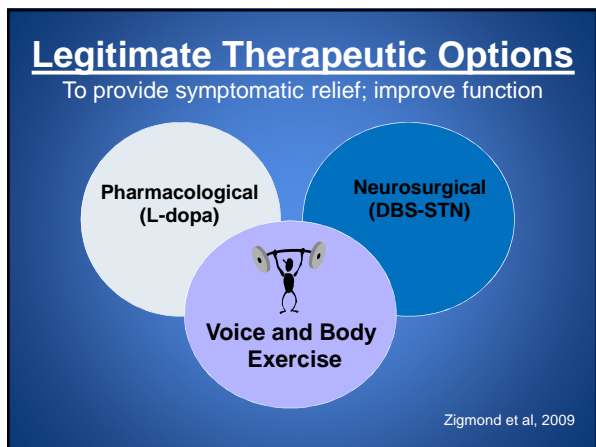 Legitimate Therapeutic Options
To provide symptomatic relief; improve function
Pharmacological
(L-dopa)
Neurosurgical
(DBS-STN)
Voice and Body
Exercise
Zigmond et al, 2009